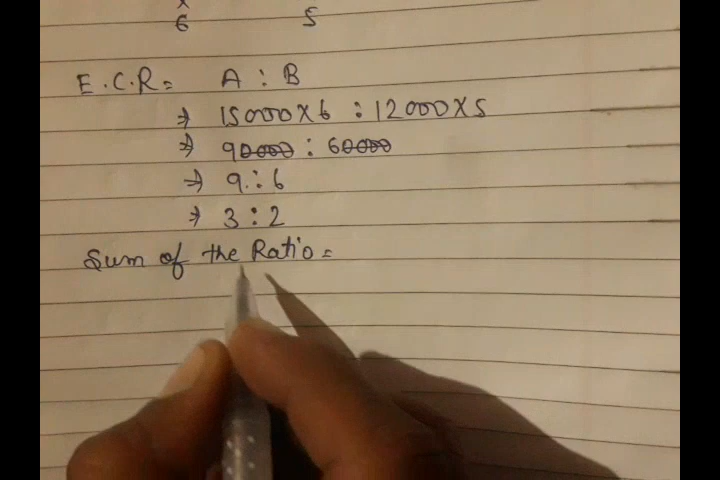 x
6 5
E.C.R= A : B
⇒ 15000×6 : 12000×5
⇒ 90000 : 60000
⇒ 9 : 6
⇒ 3 : 2
Sum of the Ratio =